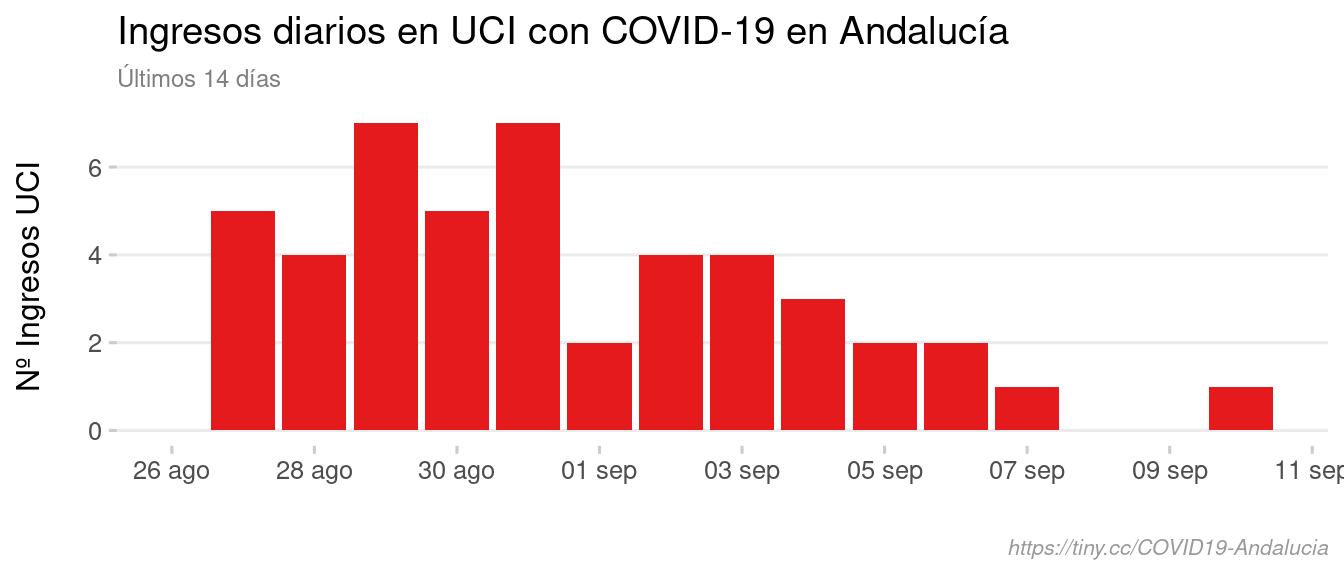 Ingresos diarios en UCI con COVID-19 en Andalucía
Últimos 14 días
Nº Ingresos UCI
6
4
2
0
26 ago 28 ago 30 ago 01 sep 03 sep 05 sep 07 sep 09 sep 11 sep
https://tiny.cc/COVID19-Andalucia